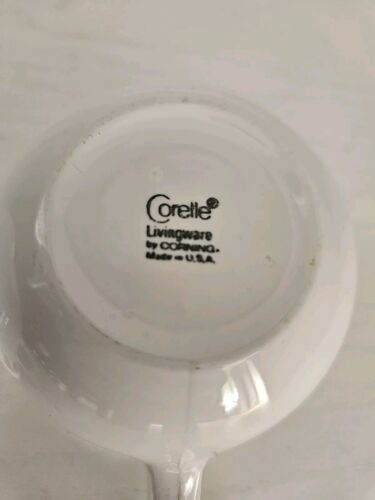 Corelle®
Livingware
by CORNING.
Made in U.S.A.